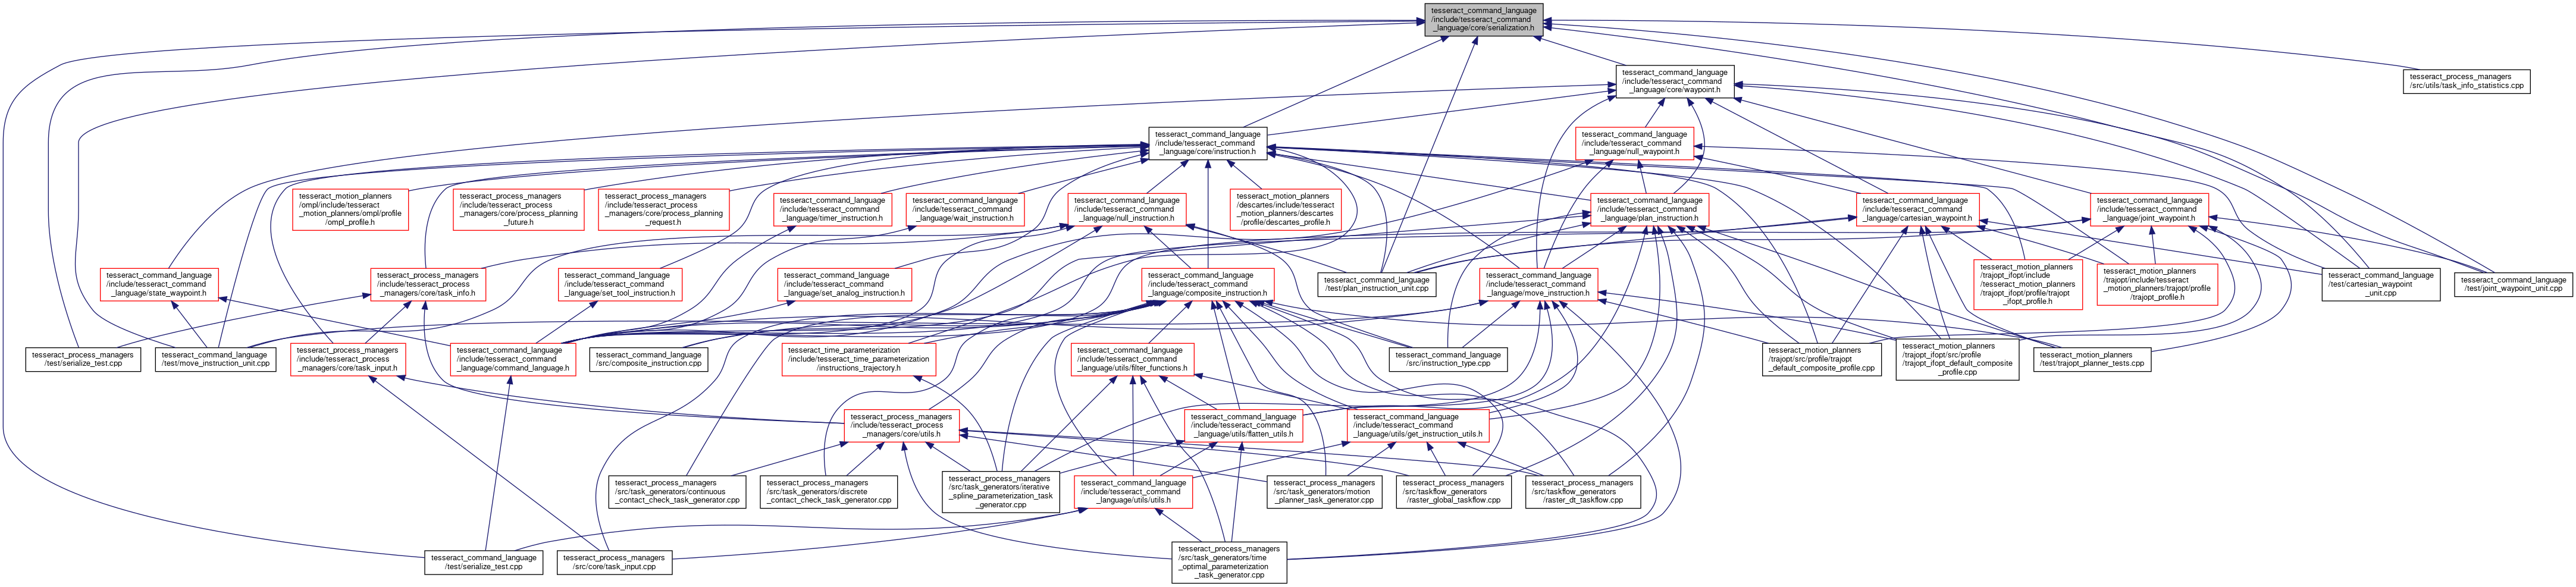 tesseract_command_language
/include/tesseract_command
_language/core/serialization.h
tesseract_command_language
/include/tesseract_command
_language/core/waypoint.h
tesseract_process_managers
/src/utils/task_info_statistics.cpp
tesseract_command_language
/include/tesseract_command
_language/core/instruction.h
tesseract_command_language
/include/tesseract_command
_language/null_waypoint.h
tesseract_motion_planners
/ompl/include/tesseract
_motion_planners/ompl/profile
/ompl_profile.h
tesseract_process_managers
/include/tesseract_process
_managers/core/process_planning
_future.h
tesseract_process_managers
/include/tesseract_process
_managers/core/process_planning
_request.h
tesseract_command_language
/include/tesseract_command
_language/timer_instruction.h
tesseract_command_language
/include/tesseract_command
_language/wait_instruction.h
tesseract_command_language
/include/tesseract_command
_language/null_instruction.h
tesseract_motion_planners
/descartes/include/tesseract
_motion_planners/descartes
/profile/descartes_profile.h
tesseract_command_language
/include/tesseract_command
_language/plan_instruction.h
tesseract_command_language
/include/tesseract_command
_language/cartesian_waypoint.h
tesseract_command_language
/include/tesseract_command
_language/joint_waypoint.h
tesseract_command_language
/include/tesseract_command
_language/state_waypoint.h
tesseract_process_managers
/include/tesseract_process
_managers/core/task_info.h
tesseract_command_language
/include/tesseract_command
_language/set_tool_instruction.h
tesseract_command_language
/include/tesseract_command
_language/set_analog_instruction.h
tesseract_command_language
/include/tesseract_command
_language/composite_instruction.h
tesseract_command_language
/test/plan_instruction_unit.cpp
tesseract_command_language
/include/tesseract_command
_language/move_instruction.h
tesseract_motion_planners
/trajopt_ifopt/include
/tesseract_motion_planners
/trajopt_ifopt/profile/trajopt
_ifopt_profile.h
tesseract_motion_planners
/trajopt/include/tesseract
_motion_planners/trajopt/profile
/trajopt_profile.h
tesseract_command_language
/test/cartesian_waypoint
_unit.cpp
tesseract_command_language
/test/joint_waypoint_unit.cpp
tesseract_process_managers
/test/serialize_test.cpp
tesseract_command_language
/test/move_instruction_unit.cpp
tesseract_process_managers
/include/tesseract_process
_managers/core/task_input.h
tesseract_command_language
/include/tesseract_command
_language/command_language.h
tesseract_command_language
/src/composite_instruction.cpp
tesseract_time_parameterization
/include/tesseract_time_parameterization
/instructions_trajectory.h
tesseract_command_language
/include/tesseract_command
_language/utils/filter_functions.h
tesseract_command_language
/src/instruction_type.cpp
tesseract_motion_planners
/trajopt/src/profile/trajopt
_default_composite_profile.cpp
tesseract_motion_planners
/trajopt_ifopt/src/profile
/trajopt_ifopt_default_composite
_profile.cpp
tesseract_motion_planners
/test/trajopt_planner_tests.cpp
tesseract_process_managers
/include/tesseract_process
_managers/core/utils.h
tesseract_command_language
/include/tesseract_command
_language/utils/flatten_utils.h
tesseract_command_language
/include/tesseract_command
_language/utils/get_instruction_utils.h
tesseract_process_managers
/src/task_generators/continuous
_contact_check_task_generator.cpp
tesseract_process_managers
/src/task_generators/discrete
_contact_check_task_generator.cpp
tesseract_process_managers
/src/task_generators/iterative
_spline_parameterization_task
_generator.cpp
tesseract_command_language
/include/tesseract_command
_language/utils/utils.h
tesseract_process_managers
/src/task_generators/motion
_planner_task_generator.cpp
tesseract_process_managers
/src/taskflow_generators
/raster_global_taskflow.cpp
tesseract_process_managers
/src/taskflow_generators
/raster_dt_taskflow.cpp
tesseract_command_language
/test/serialize_test.cpp
tesseract_process_managers
/src/core/task_input.cpp
tesseract_process_managers
/src/task_generators/time
_optimal_parameterization
_task_generator.cpp